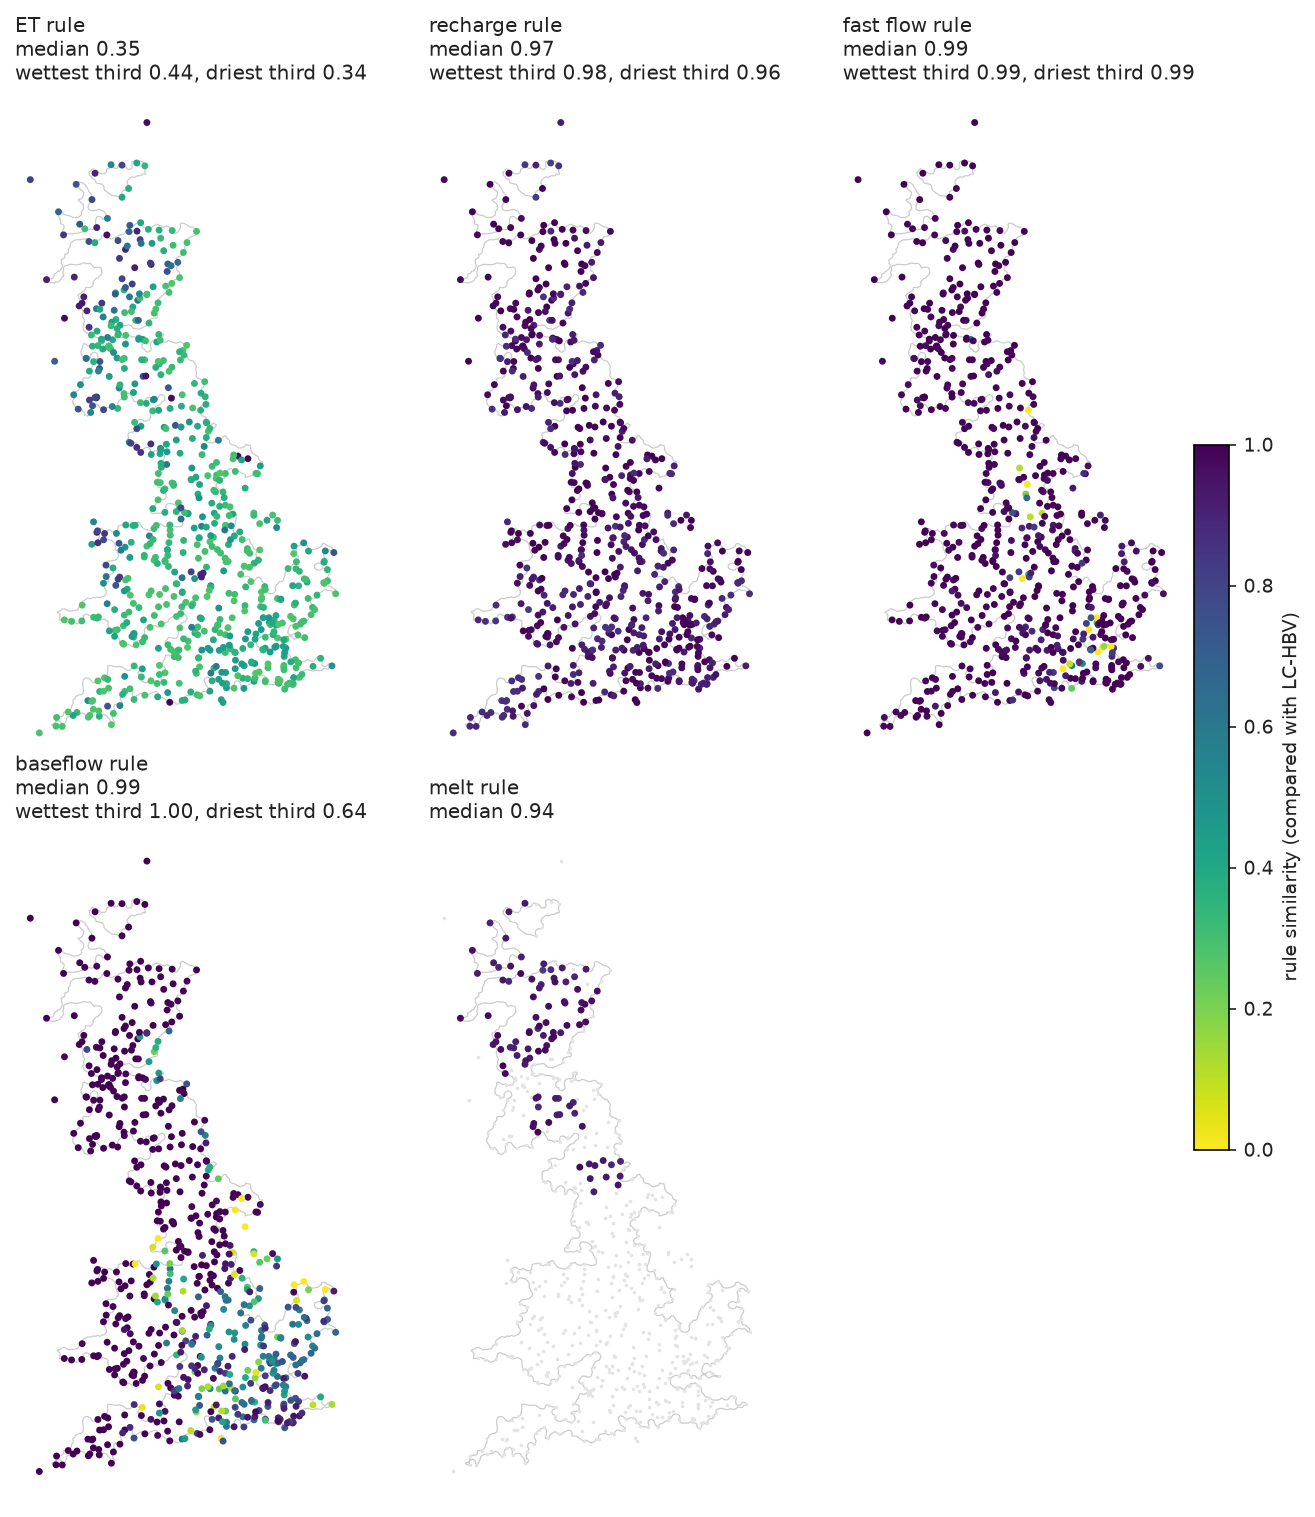 ET rule
median 0.35
wettest third 0.44, driest third 0.34
recharge rule
median 0.97
wettest third 0.98, driest third 0.96
fast flow rule
median 0.99
wettest third 0.99, driest third 0.99
baseflow rule
median 0.99
wettest third 1.00, driest third 0.64
melt rule
median 0.94
1.0
0.8
0.6
0.4
0.2
0.0
rule similarity (compared with LC-HBV)